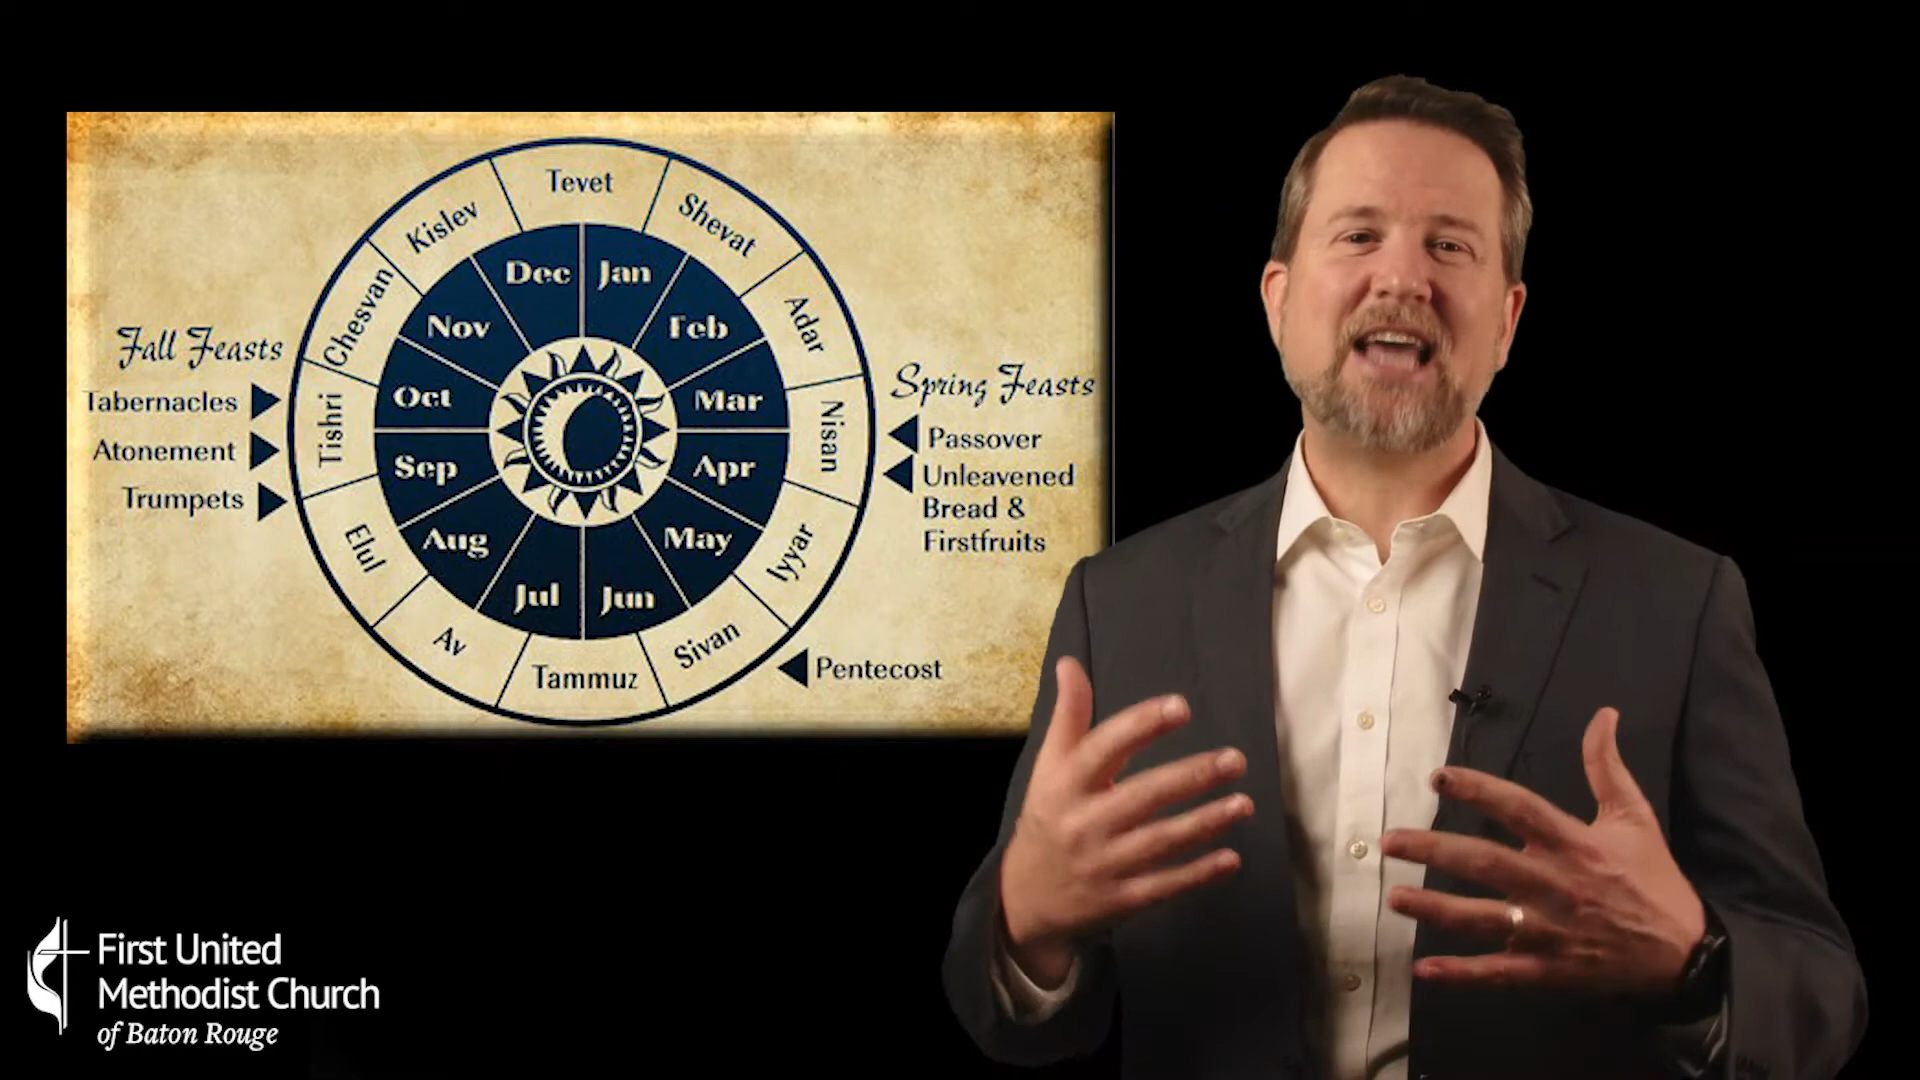 Tevet
Shevat
Adar
Nisan
Iyyar
Sivan
Tammuz
Av
Elul
Tishri
Chesvan
Kislev
Jan
Feb
Mar
Apr
May
Jun
Jul
Aug
Sep
Oct
Nov
Dec
Fall Feasts
Tabernacles
Atonement
Trumpets
Spring Feasts
Passover
Unleavened
Bread &
Firstfruits
Pentecost
First United
Methodist Church
of Baton Rouge